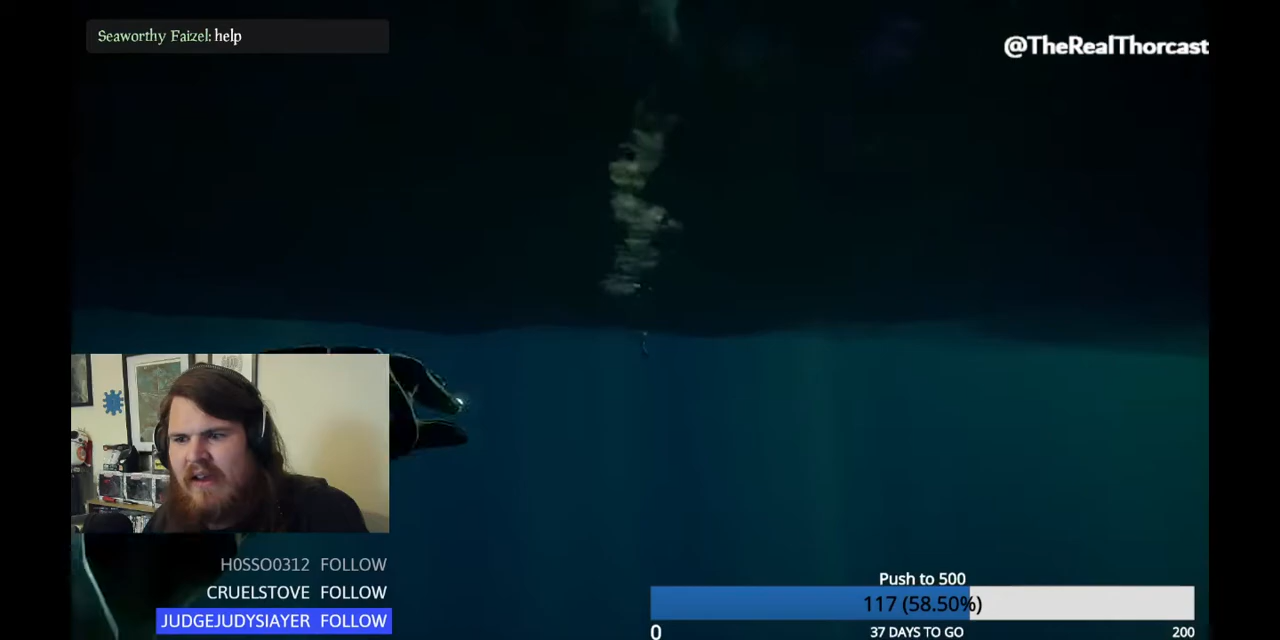 Seaworthy Faizel: help
@TheRealThorcast
H0SSO0312 FOLLOW
CRUELSTOVE FOLLOW
JUDGEJUDYSIAYER FOLLOW
Push to 500
117 (58.50%)
0 37 DAYS TO GO 200